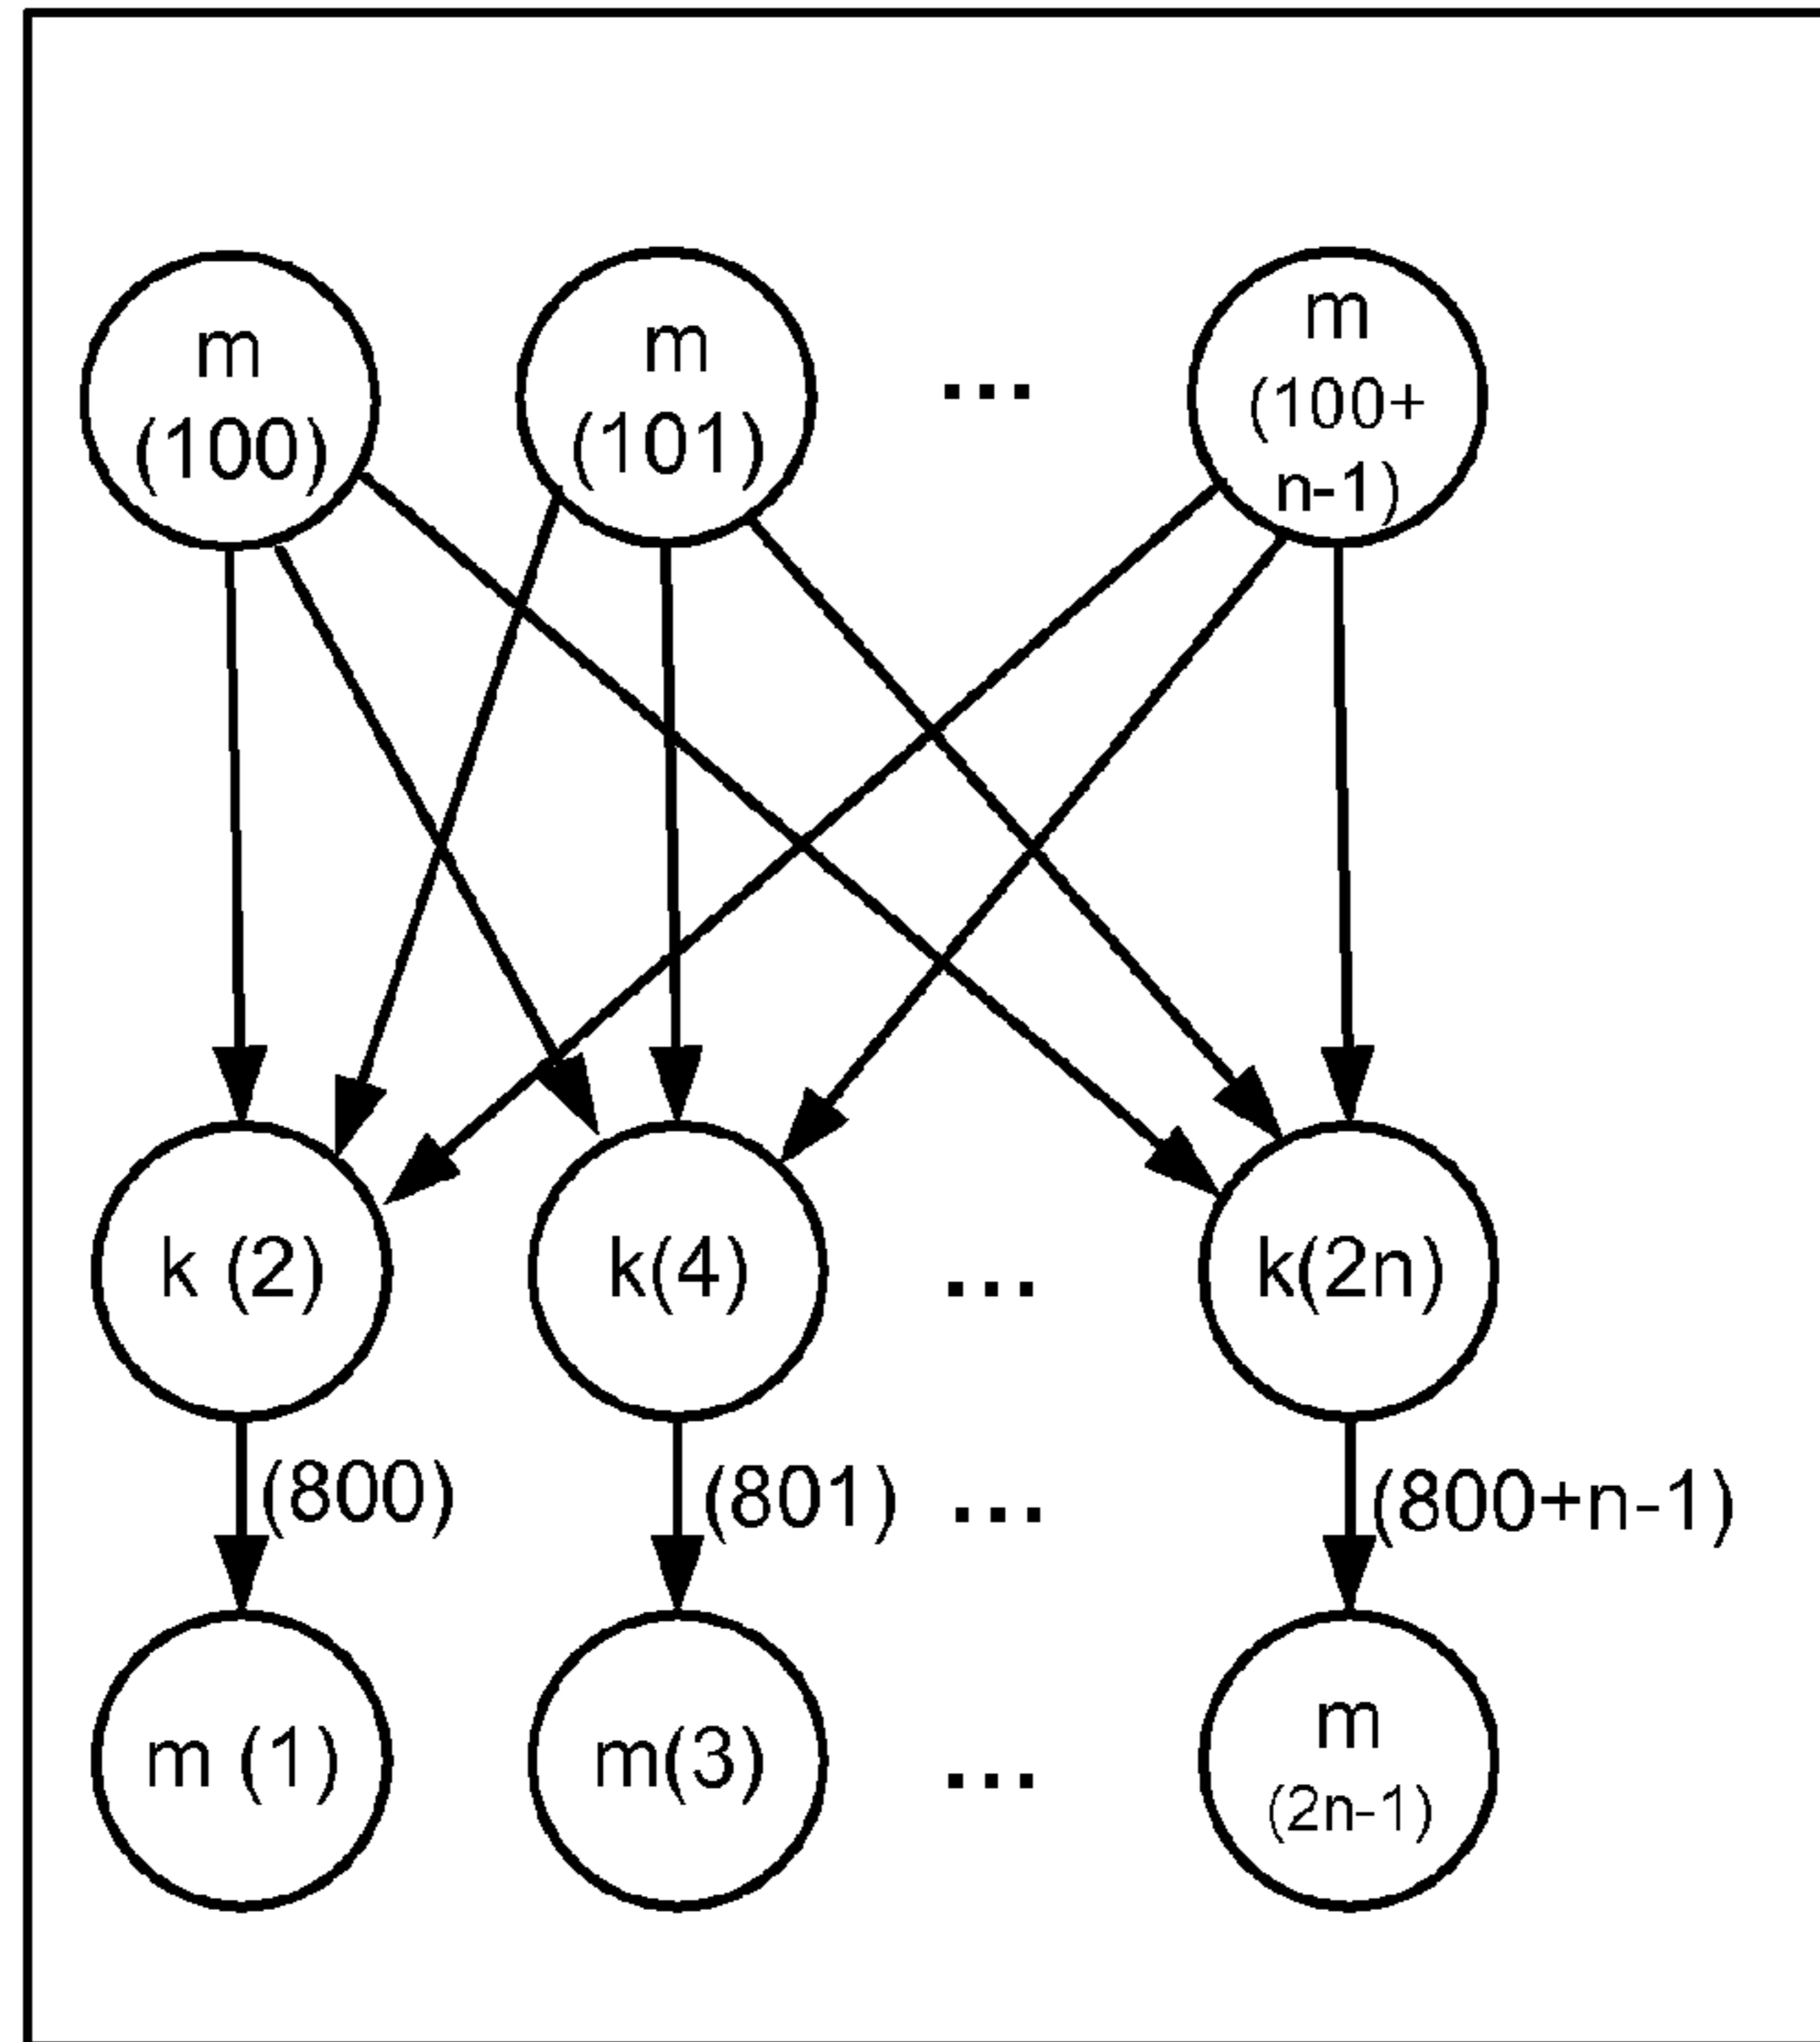 m
(100)
m
(101)
...
m
(100+
n-1)
k (2)
k(4)
...
k(2n)
(800)
(801)
...
(800+n-1)
m (1)
m(3)
...
m
(2n-1)